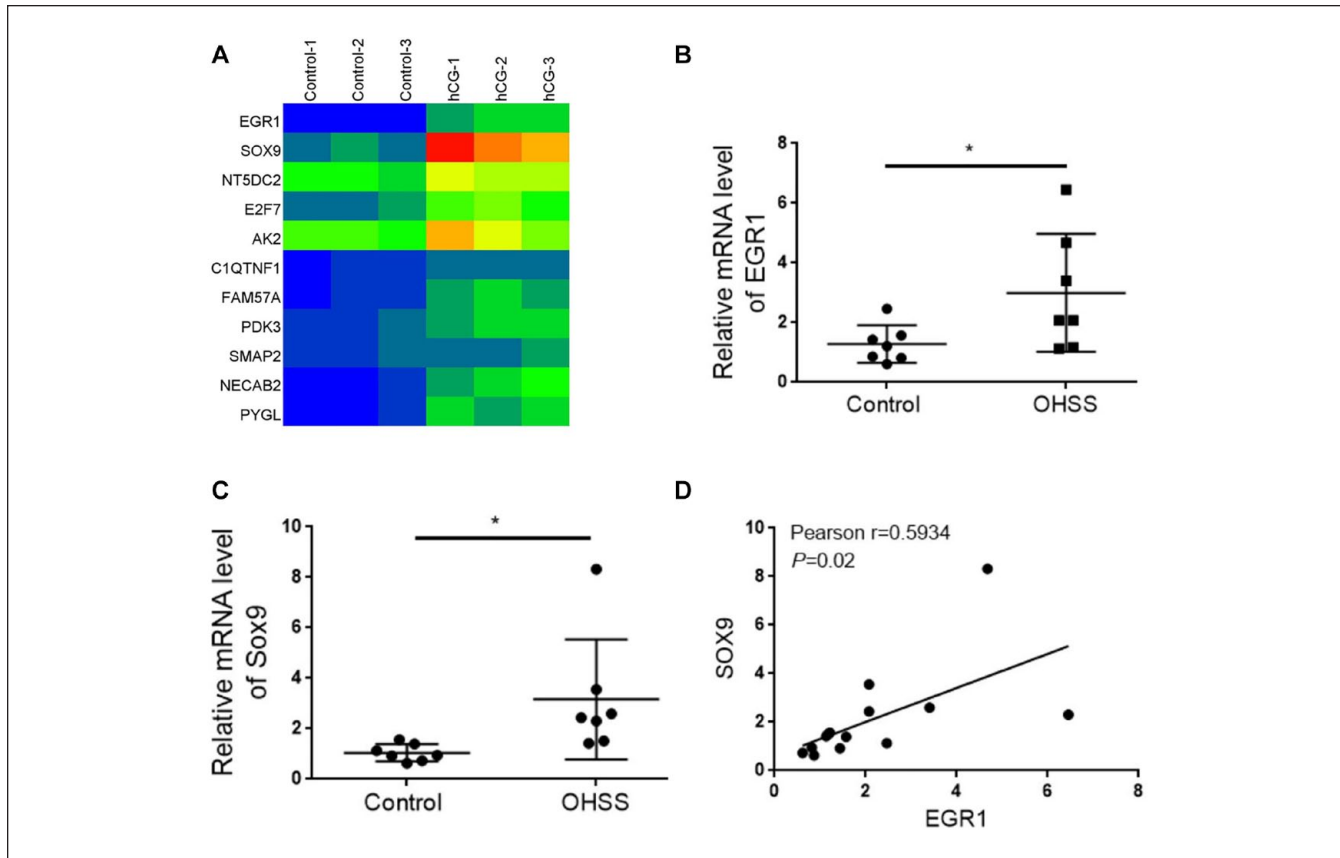 A
Control-1
Control-2
Control-3
hCG-1
hCG-2
hCG-3
EGR1
SOX9
NT5DC2
E2F7
AK2
C1QTNF1
FAM57A
PDK3
SMAP2
NECAB2
PYGL
B
Relative mRNA level
of EGR1
8
6
4
2
0
*
Control
OHSS
C
Relative mRNA level
of Sox9
10
8
6
4
2
0
*
Control
OHSS
D
SOX9
10
8
6
4
2
0
Pearson r=0.5934
P=0.02
0
2
4
6
8
EGR1